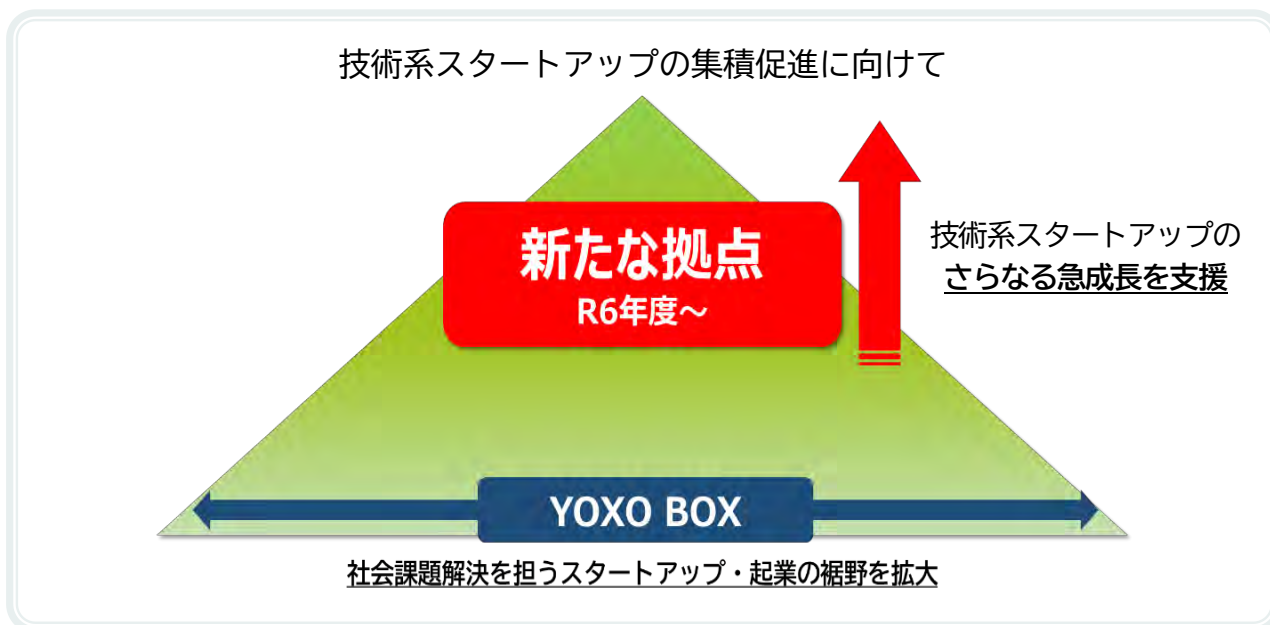 技術系スタートアップの集積促進に向けて
新たな拠点
R6年度～
技術系スタートアップの
さらなる急成長を支援
YOXO BOX
社会課題解決を担うスタートアップ・起業の裾野を拡大